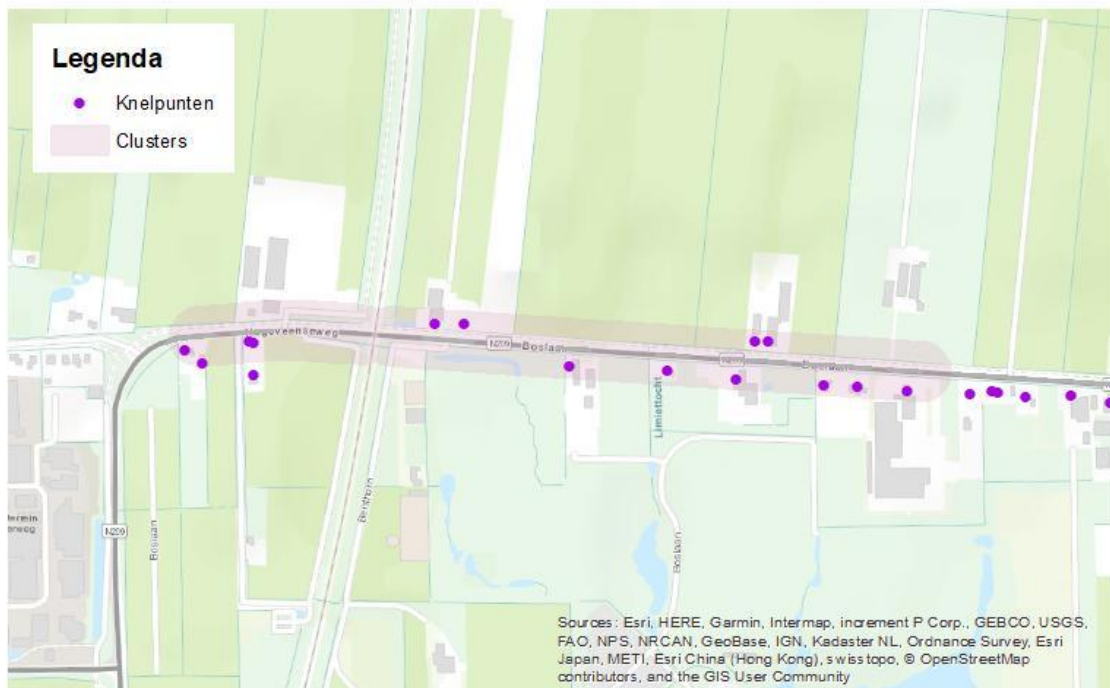 Legenda
Knelpunten
Clusters
Hogeveenseweg
N209
Boslaan
N209
Boslaan
Limiettocht
Benthorn
N209
Boslaan
Boslaan
Sources: Esri, HERE, Garmin, Intermap, increment P Corp., GEBCO, USGS,
FAO, NPS, NRCAN, GeoBase, IGN, Kadaster NL, Ordnance Survey, Esri
Japan, METI, Esri China (Hong Kong), swisstopo, © OpenStreetMap
contributors, and the GIS User Community